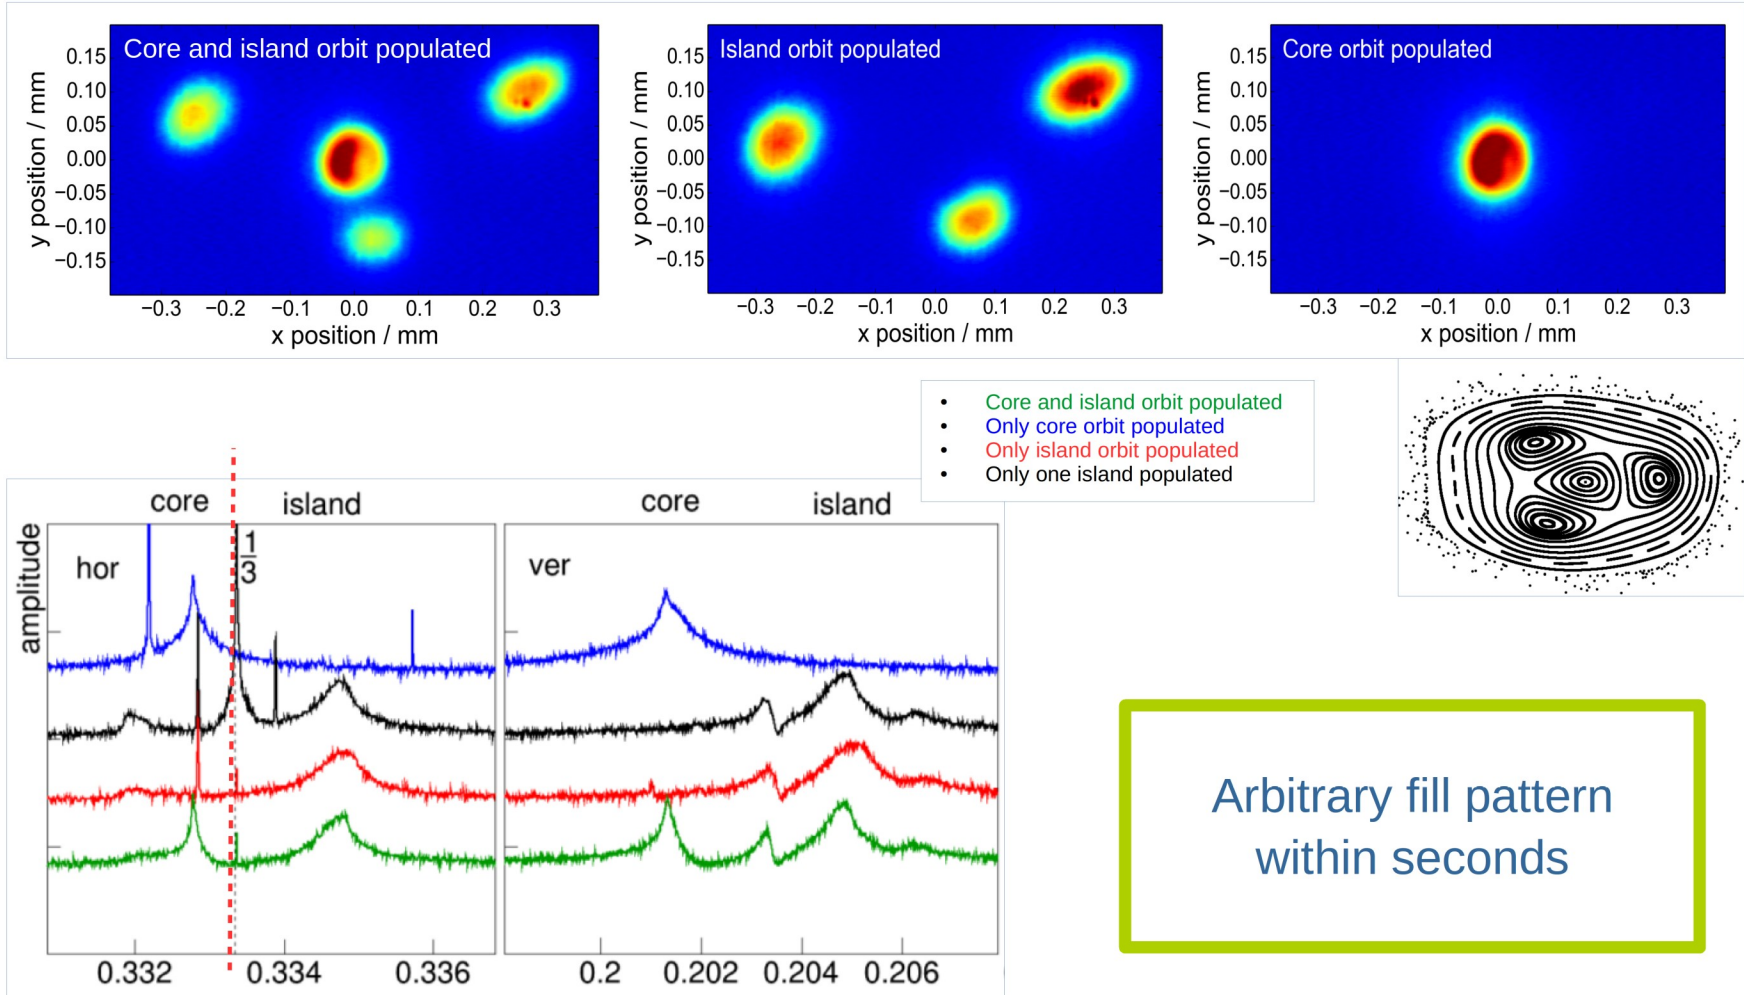 Core and island orbit populated
0.15
0.10
0.05
0.00
−0.05
−0.10
−0.15
y position / mm
−0.3 −0.2 −0.1 0.0 0.1 0.2 0.3
x position / mm
Island orbit populated
0.15
0.10
0.05
0.00
−0.05
−0.10
−0.15
y position / mm
−0.3 −0.2 −0.1 0.0 0.1 0.2 0.3
x position / mm
Core orbit populated
0.15
0.10
0.05
0.00
−0.05
−0.10
−0.15
y position / mm
−0.3 −0.2 −0.1 0.0 0.1 0.2 0.3
x position / mm
• Core and island orbit populated
• Only core orbit populated
• Only island orbit populated
• Only one island populated
core island
amplitude
hor
1
3
0.332 0.334 0.336
core island
ver
0.2 0.202 0.204 0.206
Arbitrary fill pattern
within seconds